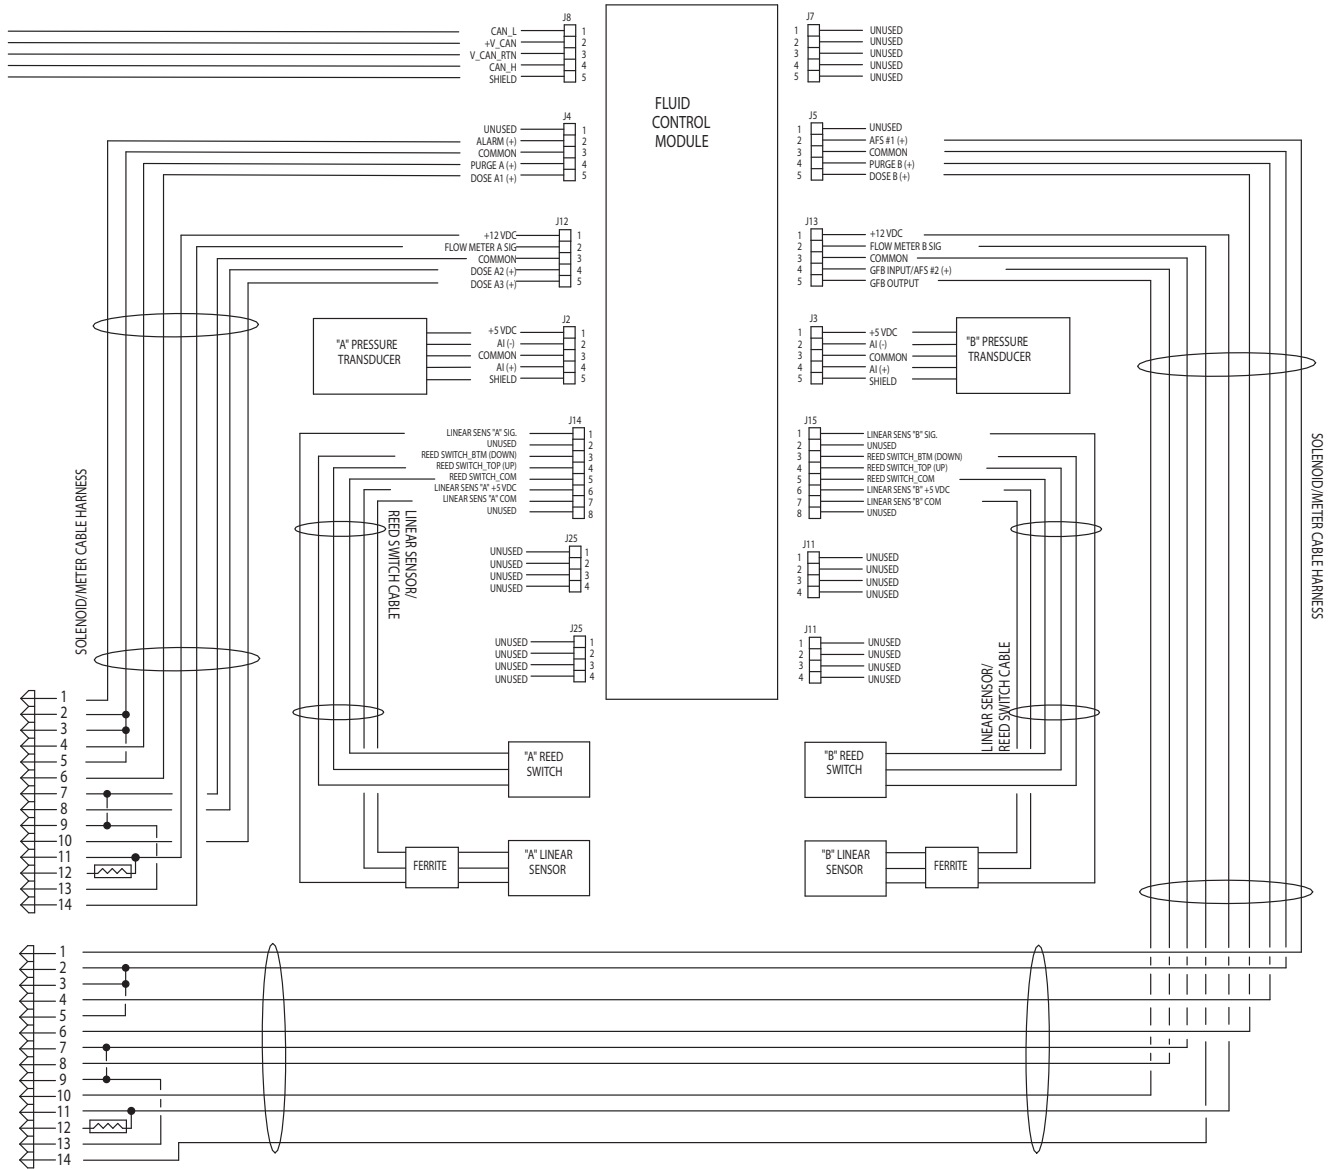 J8
CAN_L 1
+V_CAN 2
V_CAN_RTN 3
CAN_H 4
SHIELD 5
J7
1 UNUSED
2 UNUSED
3 UNUSED
4 UNUSED
5 UNUSED
FLUID
CONTROL
MODULE
J4
UNUSED 1
ALARM (+) 2
COMMON 3
PURGE A (+) 4
DOSE A1 (+) 5
J5
1 UNUSED
2 AFS #1 (+)
3 COMMON
4 PURGE B (+)
5 DOSE B (+)
J12
+12 VDC 1
FLOW METER A SIG 2
COMMON 3
DOSE A2 (+) 4
DOSE A3 (+) 5
J13
1 +12 VDC
2 FLOW METER B SIG
3 COMMON
4 GFB INPUT/AFS #2 (+)
5 GFB OUTPUT
"A" PRESSURE
TRANSDUCER
J2
+5 VDC 1
AI (-) 2
COMMON 3
AI (+) 4
SHIELD 5
J3
1 +5 VDC
2 AI (-)
3 COMMON
4 AI (+)
5 SHIELD
"B" PRESSURE
TRANSDUCER
J14
LINEAR SENS "A" SIG. 1
UNUSED 2
REED SWITCH_BTM (DOWN) 3
REED SWITCH_TOP (UP) 4
REED SWITCH_COM 5
LINEAR SENS "A" +5 VDC 6
LINEAR SENS "A" COM 7
UNUSED 8
J15
1 LINEAR SENS "B" SIG.
2 UNUSED
3 REED SWITCH_BTM (DOWN)
4 REED SWITCH_TOP (UP)
5 REED SWITCH_COM
6 LINEAR SENS "B" +5 VDC
7 LINEAR SENS "B" COM
8 UNUSED
SOLENOID/METER CABLE HARNESS
LINEAR SENSOR/
REED SWITCH CABLE
J25
UNUSED 1
UNUSED 2
UNUSED 3
UNUSED 4
J11
1 UNUSED
2 UNUSED
3 UNUSED
4 UNUSED
SOLENOID/METER CABLE HARNESS
J25
UNUSED 1
UNUSED 2
UNUSED 3
UNUSED 4
J11
1 UNUSED
2 UNUSED
3 UNUSED
4 UNUSED
LINEAR SENSOR/
REED SWITCH CABLE
1
2
3
4
5
6
7
8
9
10
11
12
13
14
"A" REED
SWITCH
"B" REED
SWITCH
FERRITE
"A" LINEAR
SENSOR
"B" LINEAR
SENSOR
FERRITE
1
2
3
4
5
6
7
8
9
10
11
12
13
14